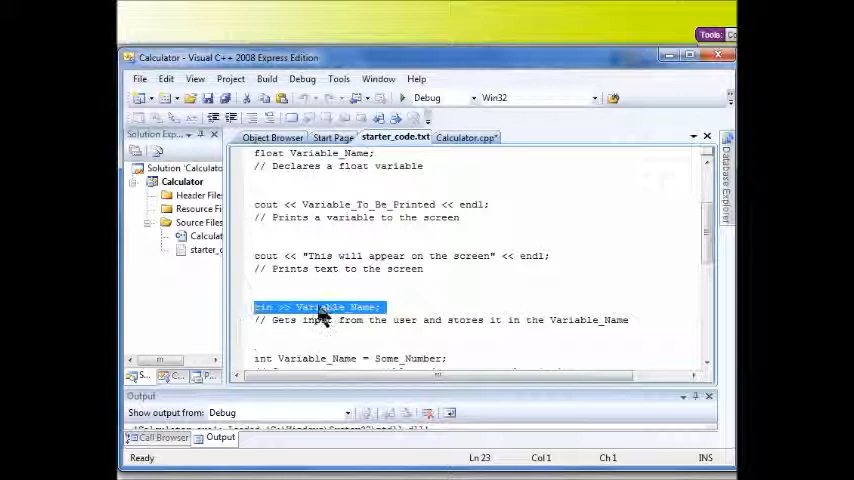 Tools:
Calculator - Visual C++ 2008 Express Edition
File Edit View Project Build Debug Tools Window Help
Debug Win32
Solution Exp...
Object Browser Start Page starter_code.txt Calculator.cpp*
Solution 'Calculato
Calculator
Header Files
Resource F
Source Files
Calculat
starter_c
float Variable_Name;
// Declares a float variable
cout << Variable_To_Be_Printed << endl;
// Prints a variable to the screen
cout << "This will appear on the screen" << endl;
// Prints text to the screen
cin >> Variable_Name;
// Gets input from the user and stores it in the Variable_Name
int Variable_Name = Some_Number;
Database Explorer
S... C... P...
Output
Show output from: Debug
Call Browser Output
Ready Ln 23 Col 1 Ch 1 INS